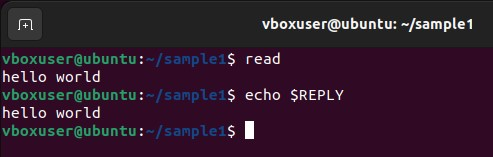 vboxuser@ubuntu: ~/sample1
vboxuser@ubuntu:~/sample1$ read
hello world
vboxuser@ubuntu:~/sample1$ echo $REPLY
hello world
vboxuser@ubuntu:~/sample1$